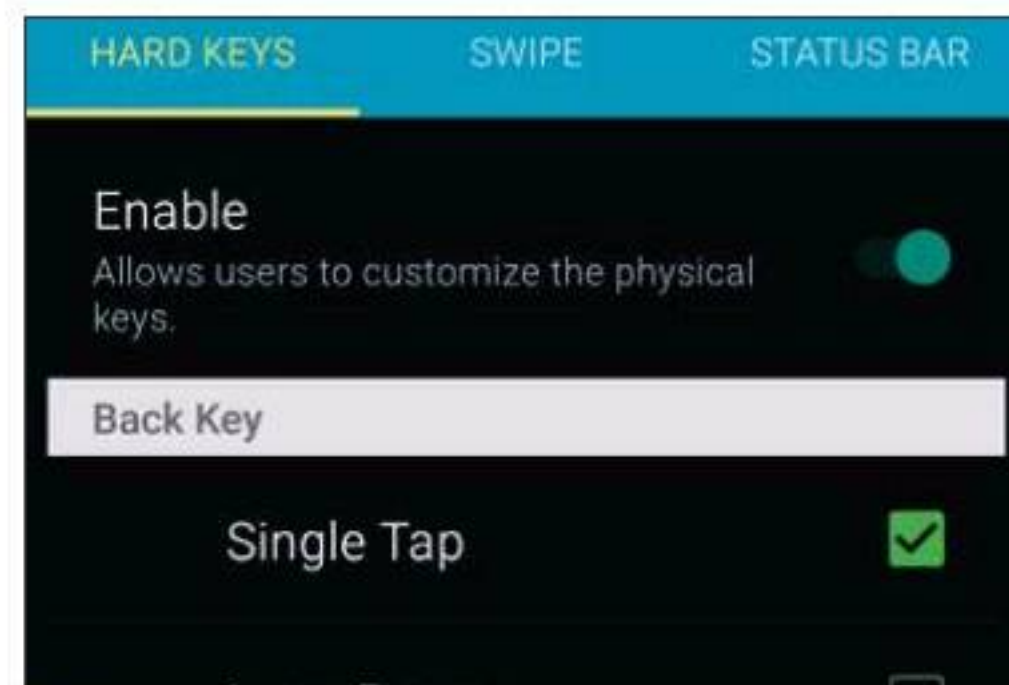 HARD KEYS SWIPE STATUS BAR
Enable
Allows users to customize the physical
keys.
Back Key
Single Tap